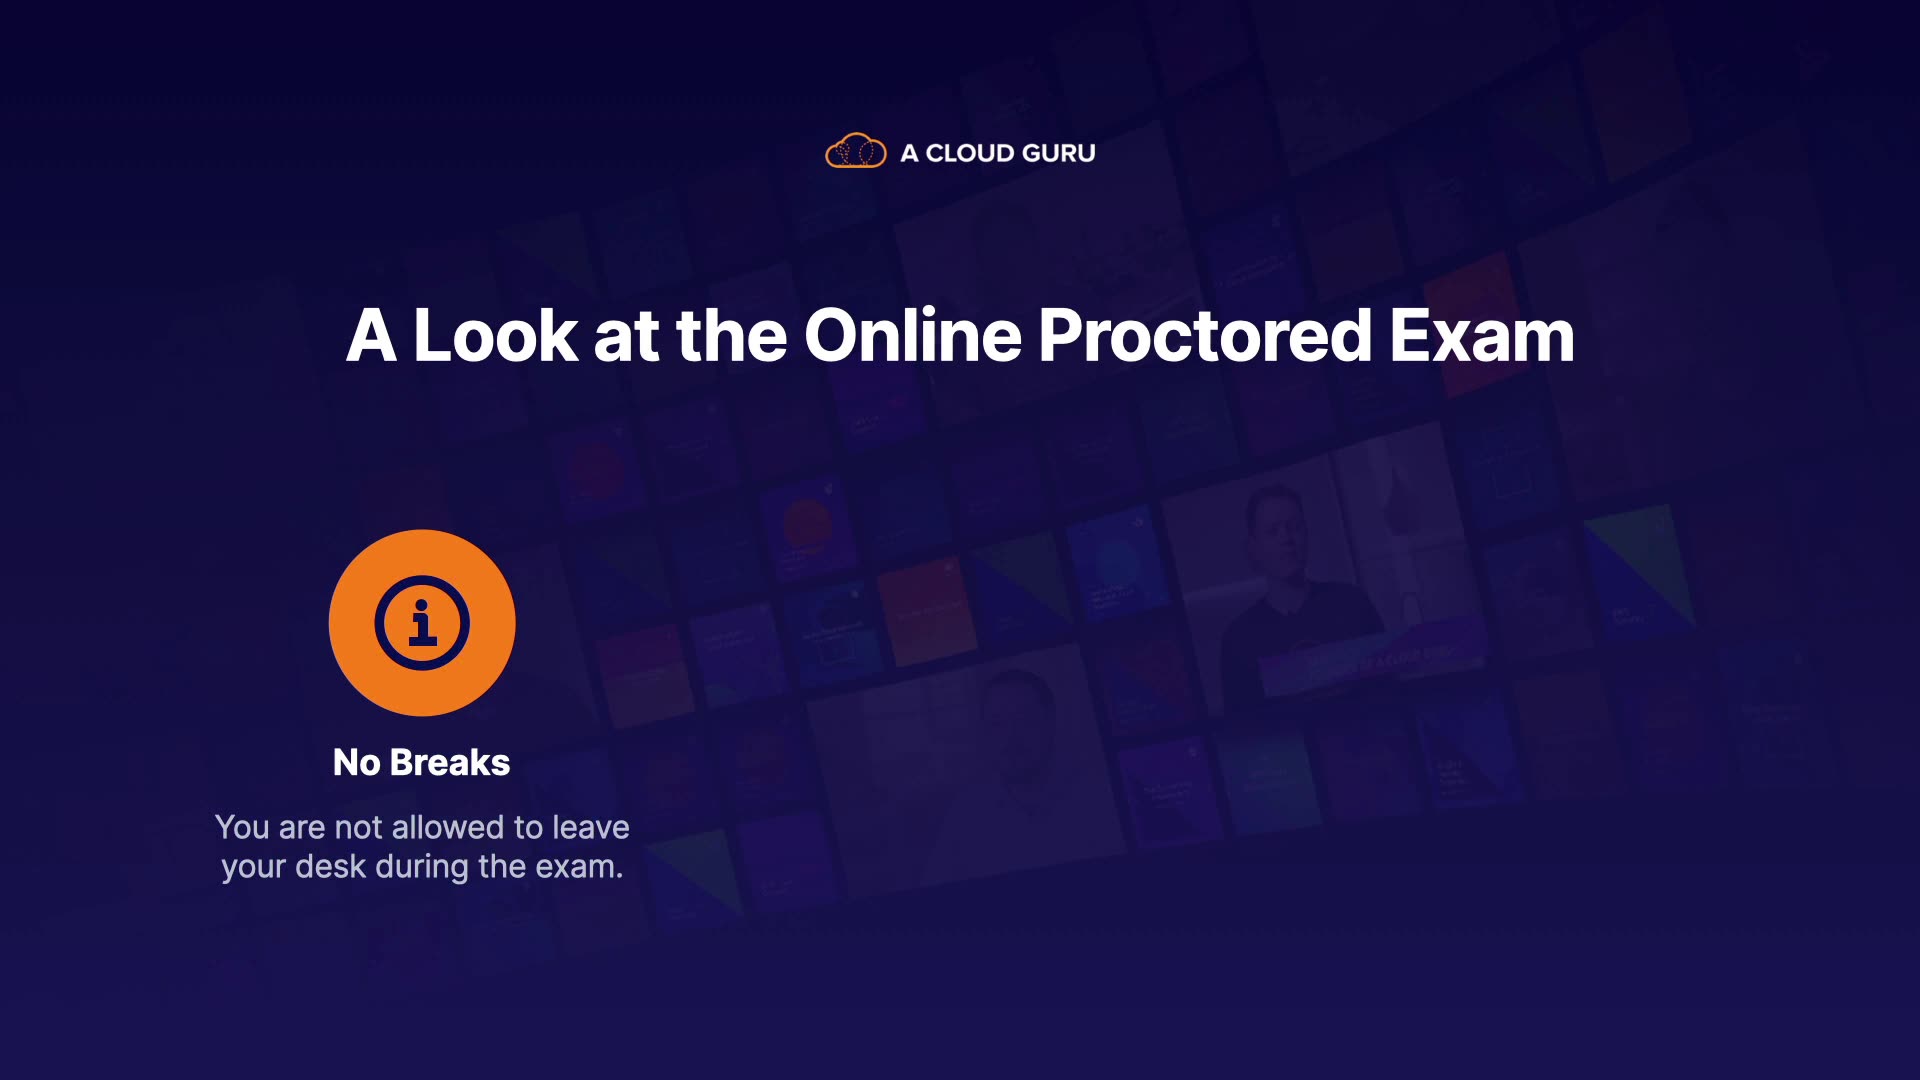 A CLOUD GURU
A Look at the Online Proctored Exam
No Breaks
You are not allowed to leave
your desk during the exam.